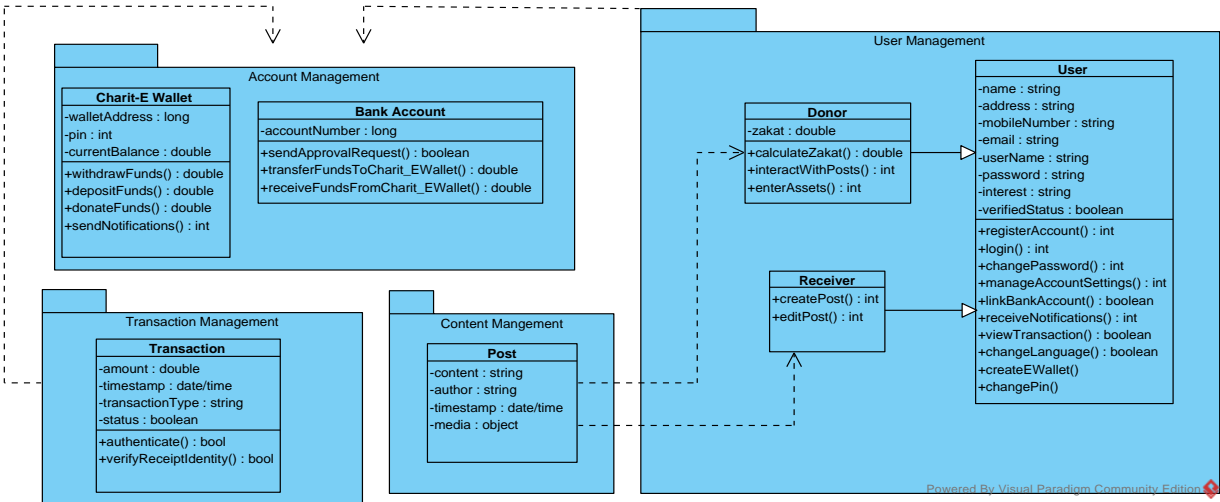 User Management
Account Management
Charit-E Wallet
-walletAddress : long
-pin : int
-currentBalance : double
+withdrawFunds() : double
+depositFunds() : double
+donateFunds() : double
+sendNotifications() : int
Bank Account
-accountNumber : long
+sendApprovalRequest() : boolean
+transferFundsToCharit_EWallet() : double
+receiveFundsFromCharit_EWallet() : double
Donor
-zakat : double
+calculateZakat() : double
+interactWithPosts() : int
+enterAssets() : int
User
-name : string
-address : string
-mobileNumber : string
-email : string
-userName : string
-password : string
-interest : string
-verifiedStatus : boolean
+registerAccount() : int
+login() : int
+changePassword() : int
+manageAccountSettings() : int
+linkBankAccount() : boolean
+receiveNotifications() : int
+viewTransaction() : boolean
+changeLanguage() : boolean
+createEWallet()
+changePin()
Receiver
+createPost() : int
+editPost() : int
Transaction Management
Transaction
-amount : double
-timestamp : date/time
-transactionType : string
-status : boolean
+authenticate() : bool
+verifyReceiptIdentity() : bool
Content Mangement
Post
-content : string
-author : string
-timestamp : date/time
-media : object
Powered By Visual Paradigm Community Edition